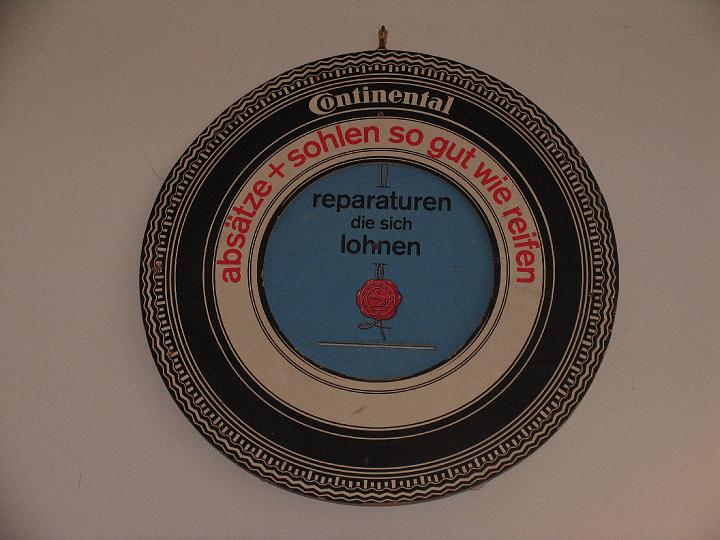 Continental
absätze + sohlen so gut wie reifen
reparaturen
die sich
lohnen